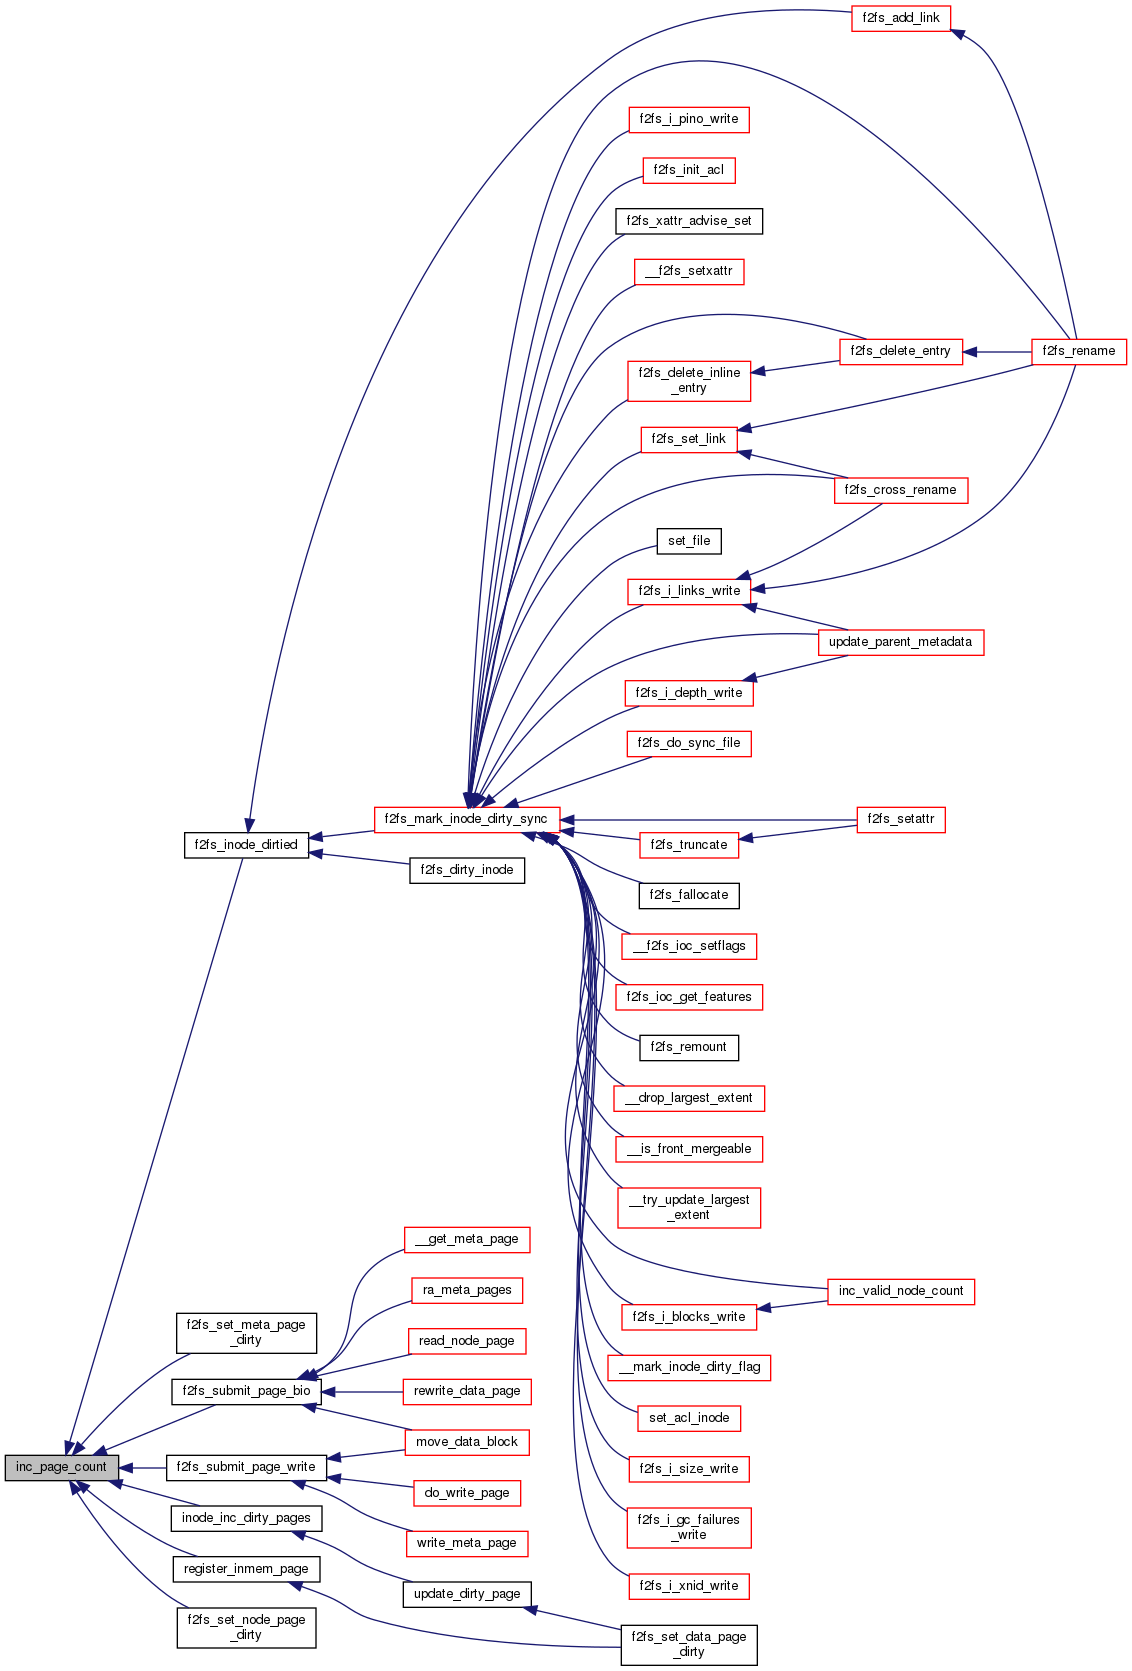 f2fs_add_link
f2fs_i_pino_write
f2fs_init_acl
f2fs_xattr_advise_set
__f2fs_setxattr
f2fs_delete_entry
f2fs_rename
f2fs_delete_inline
_entry
f2fs_set_link
f2fs_cross_rename
set_file
f2fs_i_links_write
update_parent_metadata
f2fs_i_depth_write
f2fs_do_sync_file
f2fs_mark_inode_dirty_sync
f2fs_setattr
f2fs_inode_dirtied
f2fs_truncate
f2fs_dirty_inode
f2fs_fallocate
__f2fs_ioc_setflags
f2fs_ioc_get_features
f2fs_remount
__drop_largest_extent
__is_front_mergeable
__try_update_largest
_extent
__get_meta_page
ra_meta_pages
inc_valid_node_count
f2fs_i_blocks_write
f2fs_set_meta_page
_dirty
read_node_page
__mark_inode_dirty_flag
f2fs_submit_page_bio
rewrite_data_page
set_acl_inode
move_data_block
inc_page_count
f2fs_submit_page_write
f2fs_i_size_write
do_write_page
inode_inc_dirty_pages
f2fs_i_gc_failures
_write
write_meta_page
register_inmem_page
f2fs_i_xnid_write
update_dirty_page
f2fs_set_node_page
_dirty
f2fs_set_data_page
_dirty